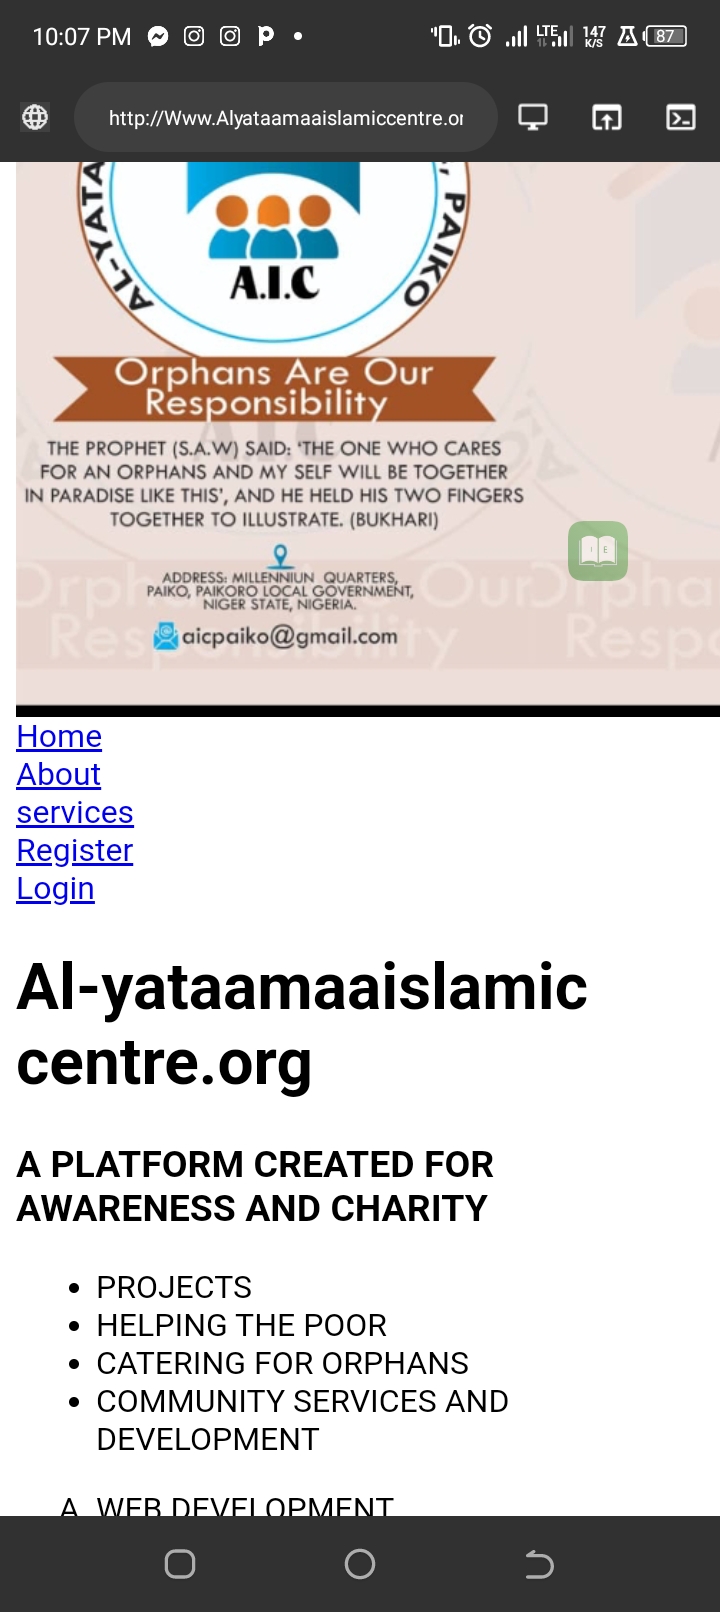 10:07 PM
LTE
147
K/S
87
http://Www.Alyataamaaislamiccentre.or
AL-YATA
, PAIKO
A.I.C
Orphans Are Our
Responsibility
THE PROPHET (S.A.W) SAID: 'THE ONE WHO CARES
FOR AN ORPHANS AND MY SELF WILL BE TOGETHER
IN PARADISE LIKE THIS', AND HE HELD HIS TWO FINGERS
TOGETHER TO ILLUSTRATE. (BUKHARI)
I E
ADDRESS: MILLENNIUN QUARTERS,
PAIKO, PAIKORO LOCAL GOVERNMENT,
NIGER STATE, NIGERIA.
aicpaiko@gmail.com
Home
About
services
Register
Login
Al-yataamaaislamic
centre.org
A PLATFORM CREATED FOR
AWARENESS AND CHARITY
• PROJECTS
• HELPING THE POOR
• CATERING FOR ORPHANS
• COMMUNITY SERVICES AND
DEVELOPMENT
A. WEB DEVELOPMENT